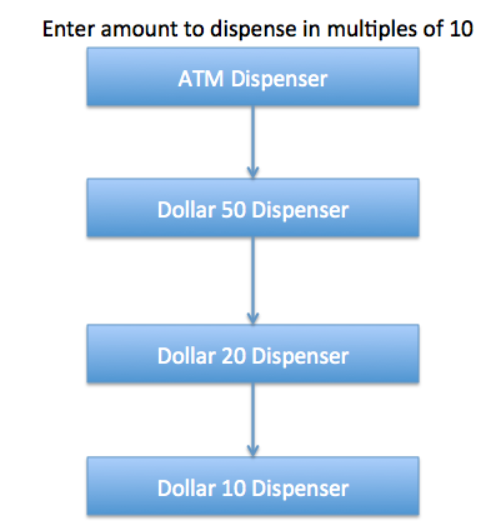 Enter amount to dispense in multiples of 10
ATM Dispenser
Dollar 50 Dispenser
Dollar 20 Dispenser
Dollar 10 Dispenser